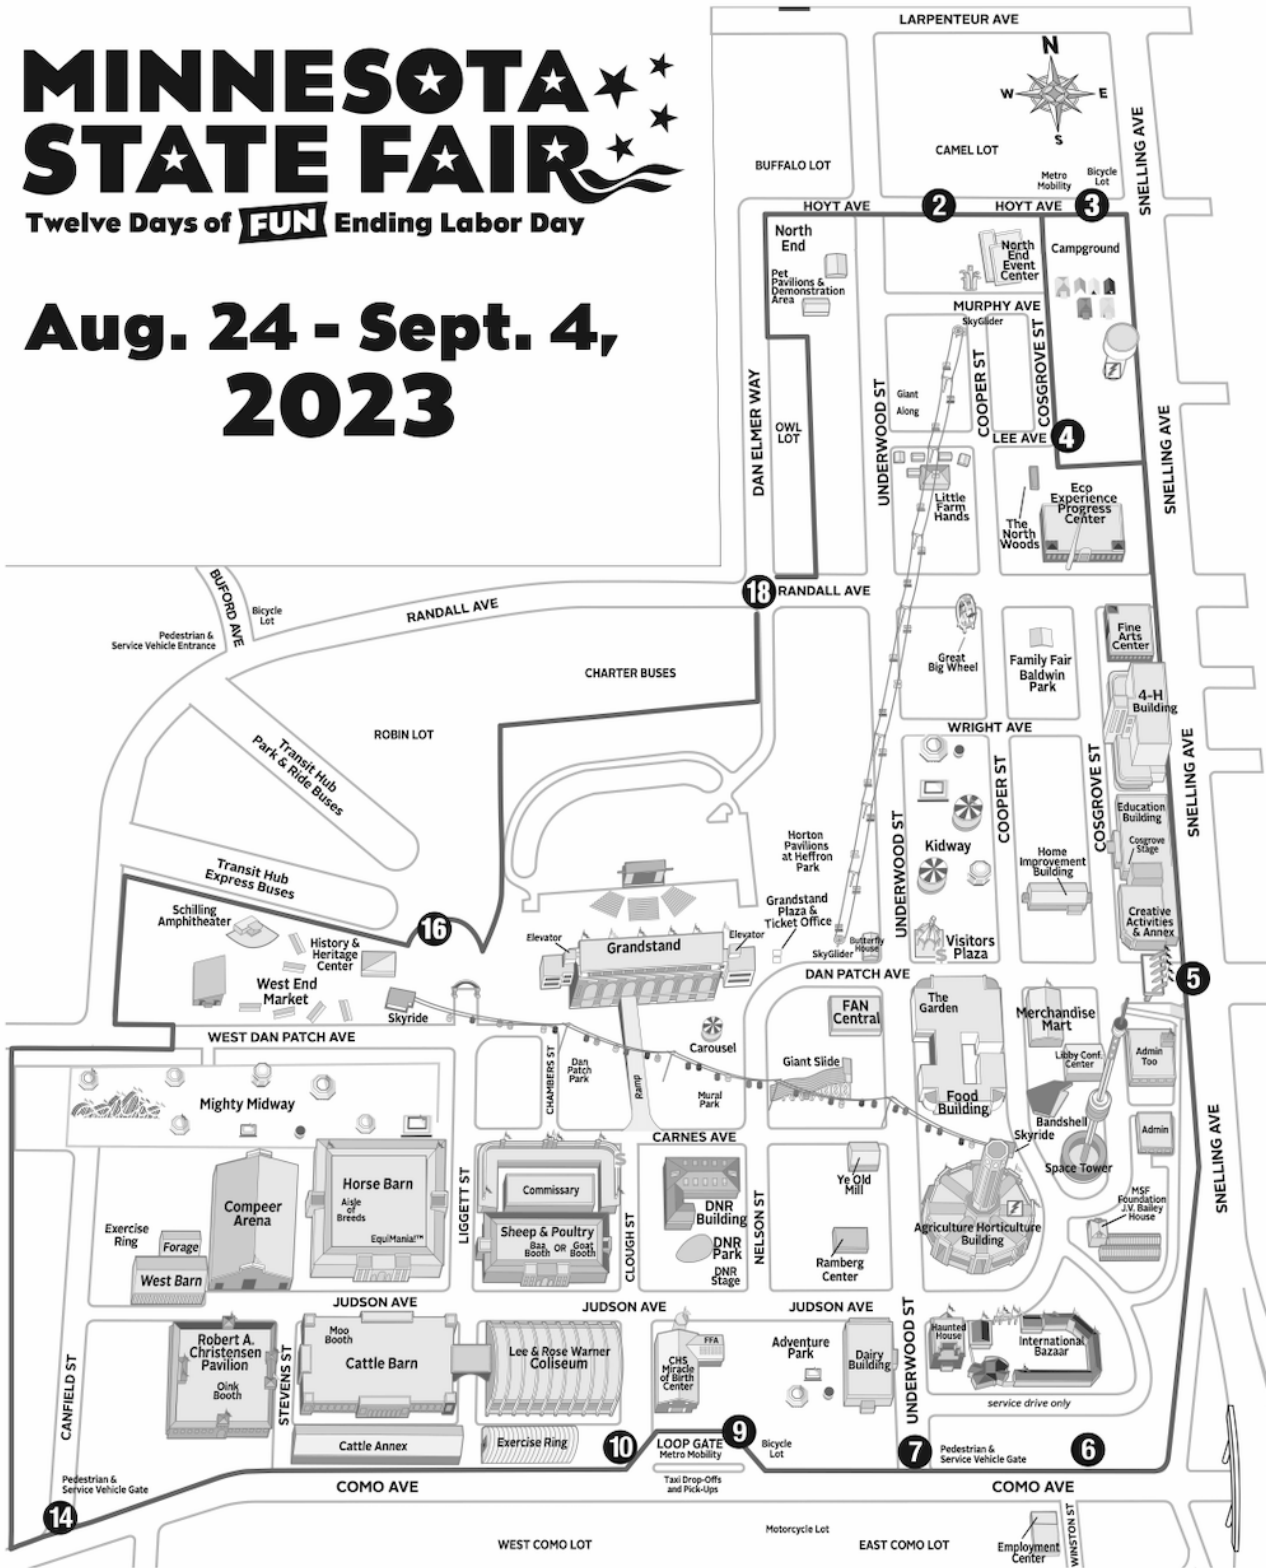 MINNESOTA
STATE FAIR
Twelve Days of FUN Ending Labor Day
Aug. 24 - Sept. 4,
2023
LARPENTEUR AVE
N
W
E
S
SNELLING AVE
BUFFALO LOT
CAMEL LOT
Metro
Mobility
Bicycle
Lot
HOYT AVE
2
HOYT AVE
3
North
End
Pet
Pavilions &
Demonstration
Area
North
End
Event
Center
Campground
MURPHY AVE
SkyGlider
DAN ELMER WAY
OWL
LOT
UNDERWOOD ST
Giant
Along
COOPER ST
COSGROVE ST
LEE AVE
4
SNELLING AVE
Little
Farm
Hands
The
North
Woods
Eco
Experience
Progress
Center
18
RANDALL AVE
BUFORD AVE
Bicycle
Lot
RANDALL AVE
Pedestrian &
Service Vehicle Entrance
CHARTER BUSES
ROBIN LOT
Transit Hub
Park & Ride Buses
Transit Hub
Express Buses
Great
Big Wheel
Family Fair
Baldwin
Park
Fine
Arts
Center
4-H
Building
WRIGHT AVE
UNDERWOOD ST
COOPER ST
COSGROVE ST
SNELLING AVE
Kidway
Home
Improvement
Building
Education
Building
Cosgrove
Stage
Creative
Activities
& Annex
Horton
Pavilions
at Heffron
Park
Grandstand
Plaza &
Ticket Office
Schilling
Amphitheater
16
History &
Heritage
Center
West End
Market
Skyride
Elevator
Grandstand
Elevator
SkyGlider
Butterfly
House
Visitors
Plaza
DAN PATCH AVE
5
WEST DAN PATCH AVE
CHAMBERS ST
Dan
Patch
Park
Ramp
Carousel
Mural
Park
FAN
Central
Giant Slide
The
Garden
Food
Building
Merchandise
Mart
Libby Conf.
Center
Admin
Too
Bandshell
Skyride
Admin
Space Tower
Mighty Midway
CARNES AVE
SNELLING AVE
Compeer
Arena
Horse Barn
Aisle
of
Breeds
EquiMania!™
LIGGETT ST
Commissary
Sheep & Poultry
Baa
Booth
OR
Goat
Booth
CLOUGH ST
DNR
Building
DNR
Park
DNR
Stage
NELSON ST
Ye Old
Mill
Ramberg
Center
Agriculture Horticulture
Building
MSF
Foundation
J.V. Bailey
House
Exercise
Ring
Forage
West Barn
JUDSON AVE
JUDSON AVE
JUDSON AVE
CANFIELD ST
Robert A.
Christensen
Pavilion
Oink
Booth
STEVENS ST
Moo
Booth
Cattle Barn
Lee & Rose Warner
Coliseum
CHS
Miracle
of Birth
Center
FFA
Adventure
Park
Dairy
Building
UNDERWOOD ST
Haunted
House
International
Bazaar
service drive only
Cattle Annex
Exercise Ring
10
LOOP GATE
Metro Mobility
9
Bicycle
Lot
7
Pedestrian &
Service Vehicle Gate
6
Taxi Drop-Offs
and Pick-Ups
Pedestrian &
Service Vehicle Gate
14
COMO AVE
COMO AVE
WEST COMO LOT
Motorcycle Lot
EAST COMO LOT
Employment
Center
WINSTON ST